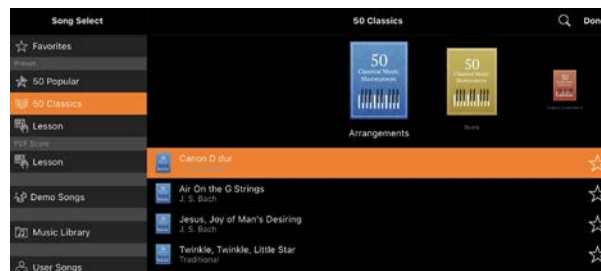 Song Select
50 Classics
Done
Favorites
Preset
50 Popular
50 Classics
Lesson
PDF Score
Lesson
Demo Songs
Music Library
User Songs
50
Classical Music
Masterpieces
Arrangements
50
Classical Music
Masterpieces
Duets
50
Canon D dur
Air On the G Strings
J. S. Bach
Jesus, Joy of Man's Desiring
J. S. Bach
Twinkle, Twinkle, Little Star
Traditional